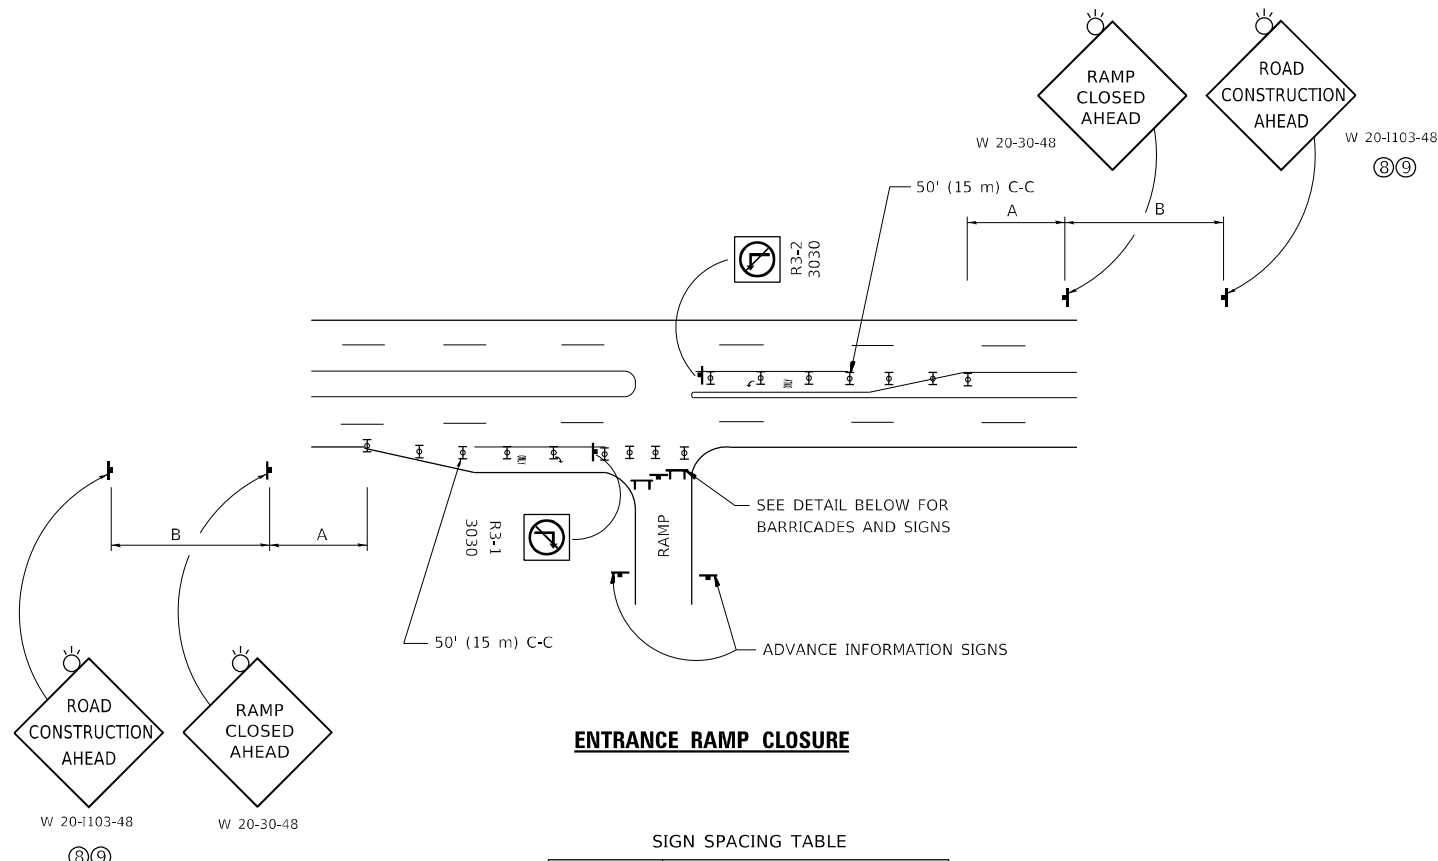 RAMP
CLOSED
AHEAD
W 20-30-48
ROAD
CONSTRUCTION
AHEAD
W 20-I103-48
⑧⑨
50' (15 m) C-C
A
B
R3-2
3030
B
A
R3-1
3030
RAMP
SEE DETAIL BELOW FOR
BARRICADES AND SIGNS
50' (15 m) C-C
ADVANCE INFORMATION SIGNS
ROAD
CONSTRUCTION
AHEAD
W 20-I103-48
⑧⑨
RAMP
CLOSED
AHEAD
W 20-30-48
ENTRANCE RAMP CLOSURE
SIGN SPACING TABLE